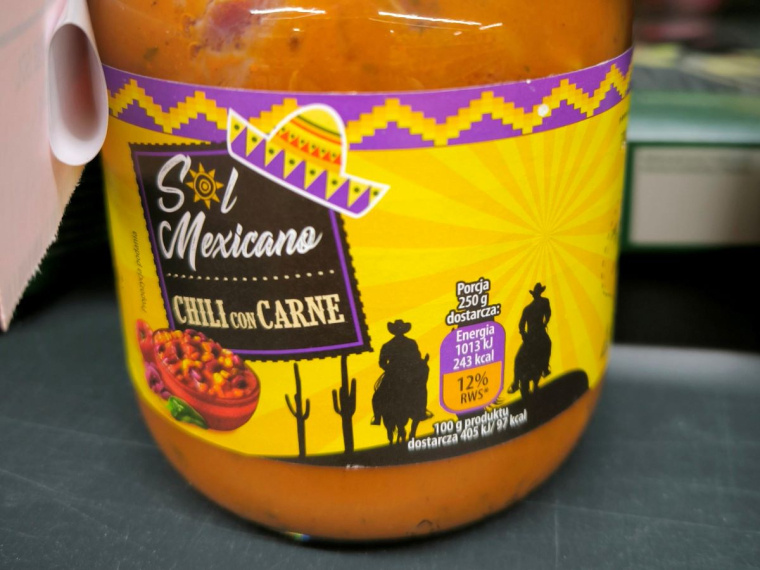 Sol
Mexicano
CHILI CON CARNE
Porcja
250 g
dostarcza:
Energia
1013 kJ
243 kcal
12%
RWS*
100 g produktu
dostarcza 405 kJ/ 97 kcal